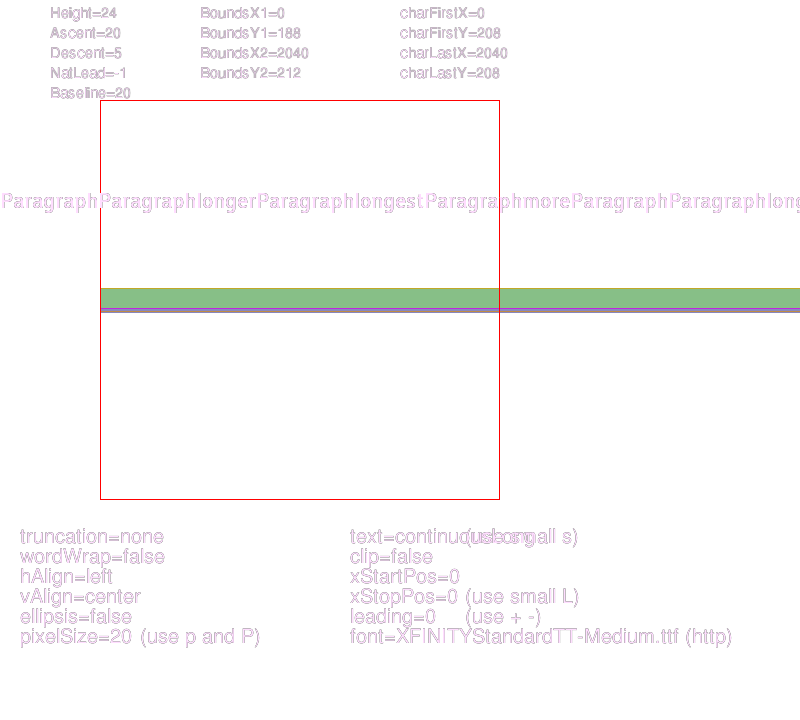 Height=24 BoundsX1=0 charFirstX=0
Ascent=20 BoundsY1=188 charFirstY=208
Descent=5 BoundsX2=2040 charLastX=2040
NatLead=-1 BoundsY2=212 charLastY=208
Baseline=20
ParagraphParagraphlongerParagraphlongestParagraphmoreParagraphParagraphlong
truncation=none text=continuouslong (use small s)
wordWrap=false clip=false
hAlign=left xStartPos=0
vAlign=center xStopPos=0 (use small L)
ellipsis=false leading=0 (use + -)
pixelSize=20 (use p and P) font=XFINITYStandardTT-Medium.ttf (http)